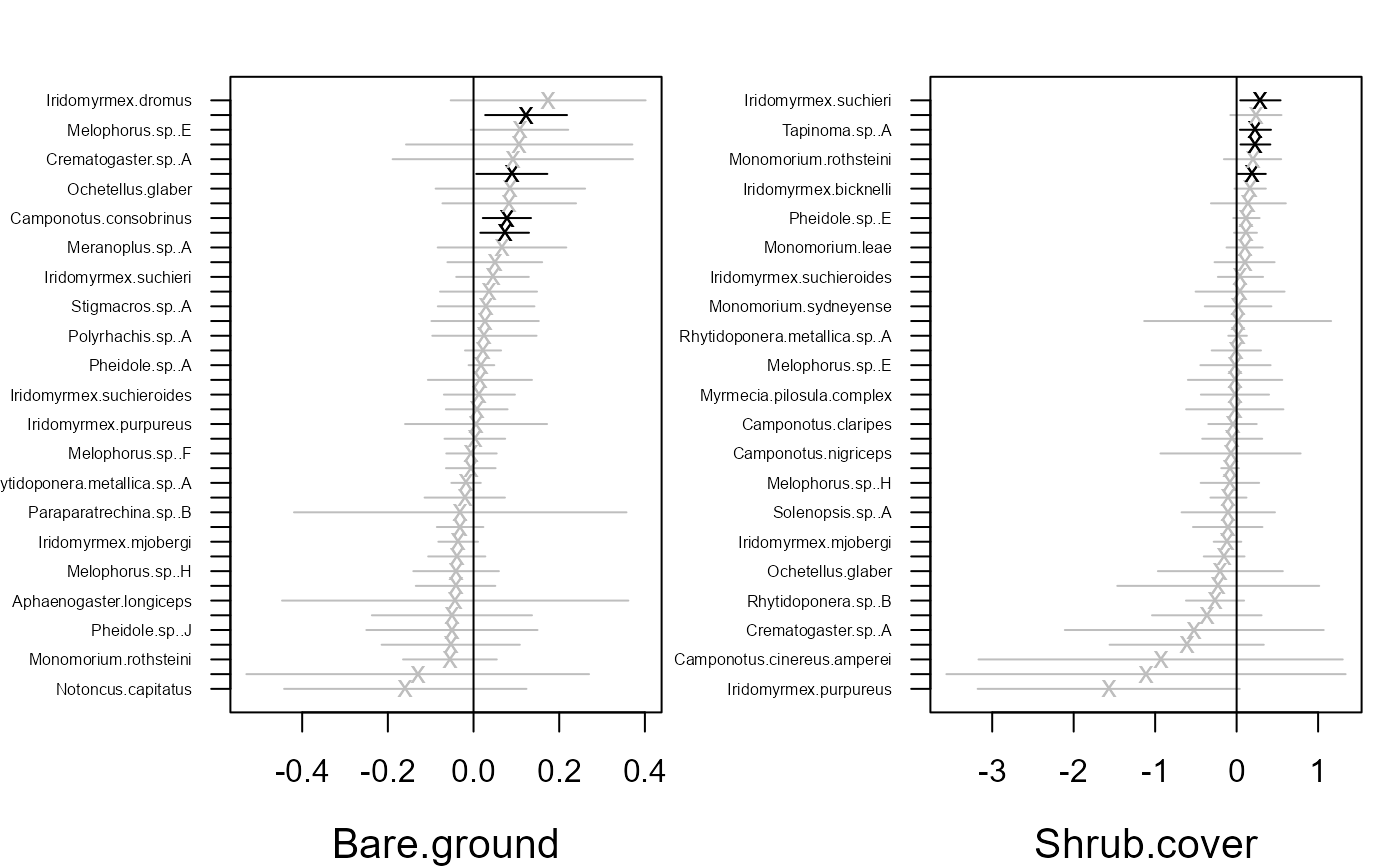 Iridomyrmex.dromus
Melophorus.sp..E
Crematogaster.sp..A
Ochetellus.glaber
Camponotus.consobrinus
Meranoplus.sp..A
Iridomyrmex.suchieri
Stigmacros.sp..A
Polyrhachis.sp..A
Pheidole.sp..A
Iridomyrmex.suchieroides
Iridomyrmex.purpureus
Melophorus.sp..F
ytidoponera.metallica.sp..A
Paraparatrechina.sp..B
Iridomyrmex.mjobergi
Melophorus.sp..H
Aphaenogaster.longiceps
Pheidole.sp..J
Monomorium.rothsteini
Notoncus.capitatus
-0.4 -0.2 0.0 0.2 0.4
Bare.ground
Iridomyrmex.suchieri
Tapinoma.sp..A
Monomorium.rothsteini
Iridomyrmex.bicknelli
Pheidole.sp..E
Monomorium.leae
Iridomyrmex.suchieroides
Monomorium.sydneyense
Rhytidoponera.metallica.sp..A
Melophorus.sp..E
Myrmecia.pilosula.complex
Camponotus.claripes
Camponotus.nigriceps
Melophorus.sp..H
Solenopsis.sp..A
Iridomyrmex.mjobergi
Ochetellus.glaber
Rhytidoponera.sp..B
Crematogaster.sp..A
Camponotus.cinereus.amperei
Iridomyrmex.purpureus
-3 -2 -1 0 1
Shrub.cover